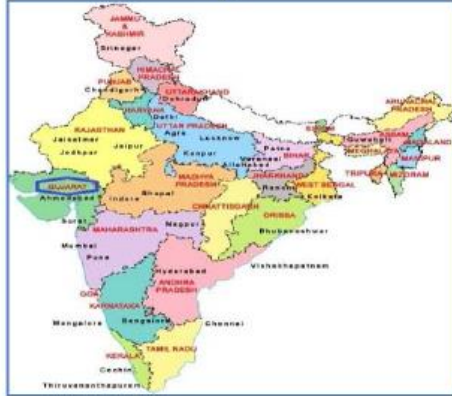 JAMMU
&
KASHMIR
Srinagar
HIMACHAL
PRADESH
PUNJAB
Chandigarh
UTTARAKHAND
Dehradun
HARYANA
Delhi
ARUNACHAL
PRADESH
RAJASTHAN
Jaisalmer
Jodhpur
Jaipur
UTTAR PRADESH
Agra
Lucknow
Kanpur
Allahabad
Varanasi
Patna
BIHAR
SIKKIM
Guwahati
ASSAM
NAGALAND
MEGHALAYA
MANIPUR
TRIPURA
MIZORAM
GUJARAT
Ahmedabad
Surat
MADHYA
PRADESH
Bhopal
Indore
JHARKHAND
Ranchi
WEST BENGAL
Kolkata
CHHATTISGARH
ORISSA
Bhubaneshwar
MAHARASHTRA
Nagpur
Mumbai
Pune
Hyderabad
ANDHRA
PRADESH
Vishakhapatnam
GOA
KARNATAKA
Bangalore
Mangalore
Chennai
TAMIL NADU
KERALA
Cochin
Thiruvananthapuram